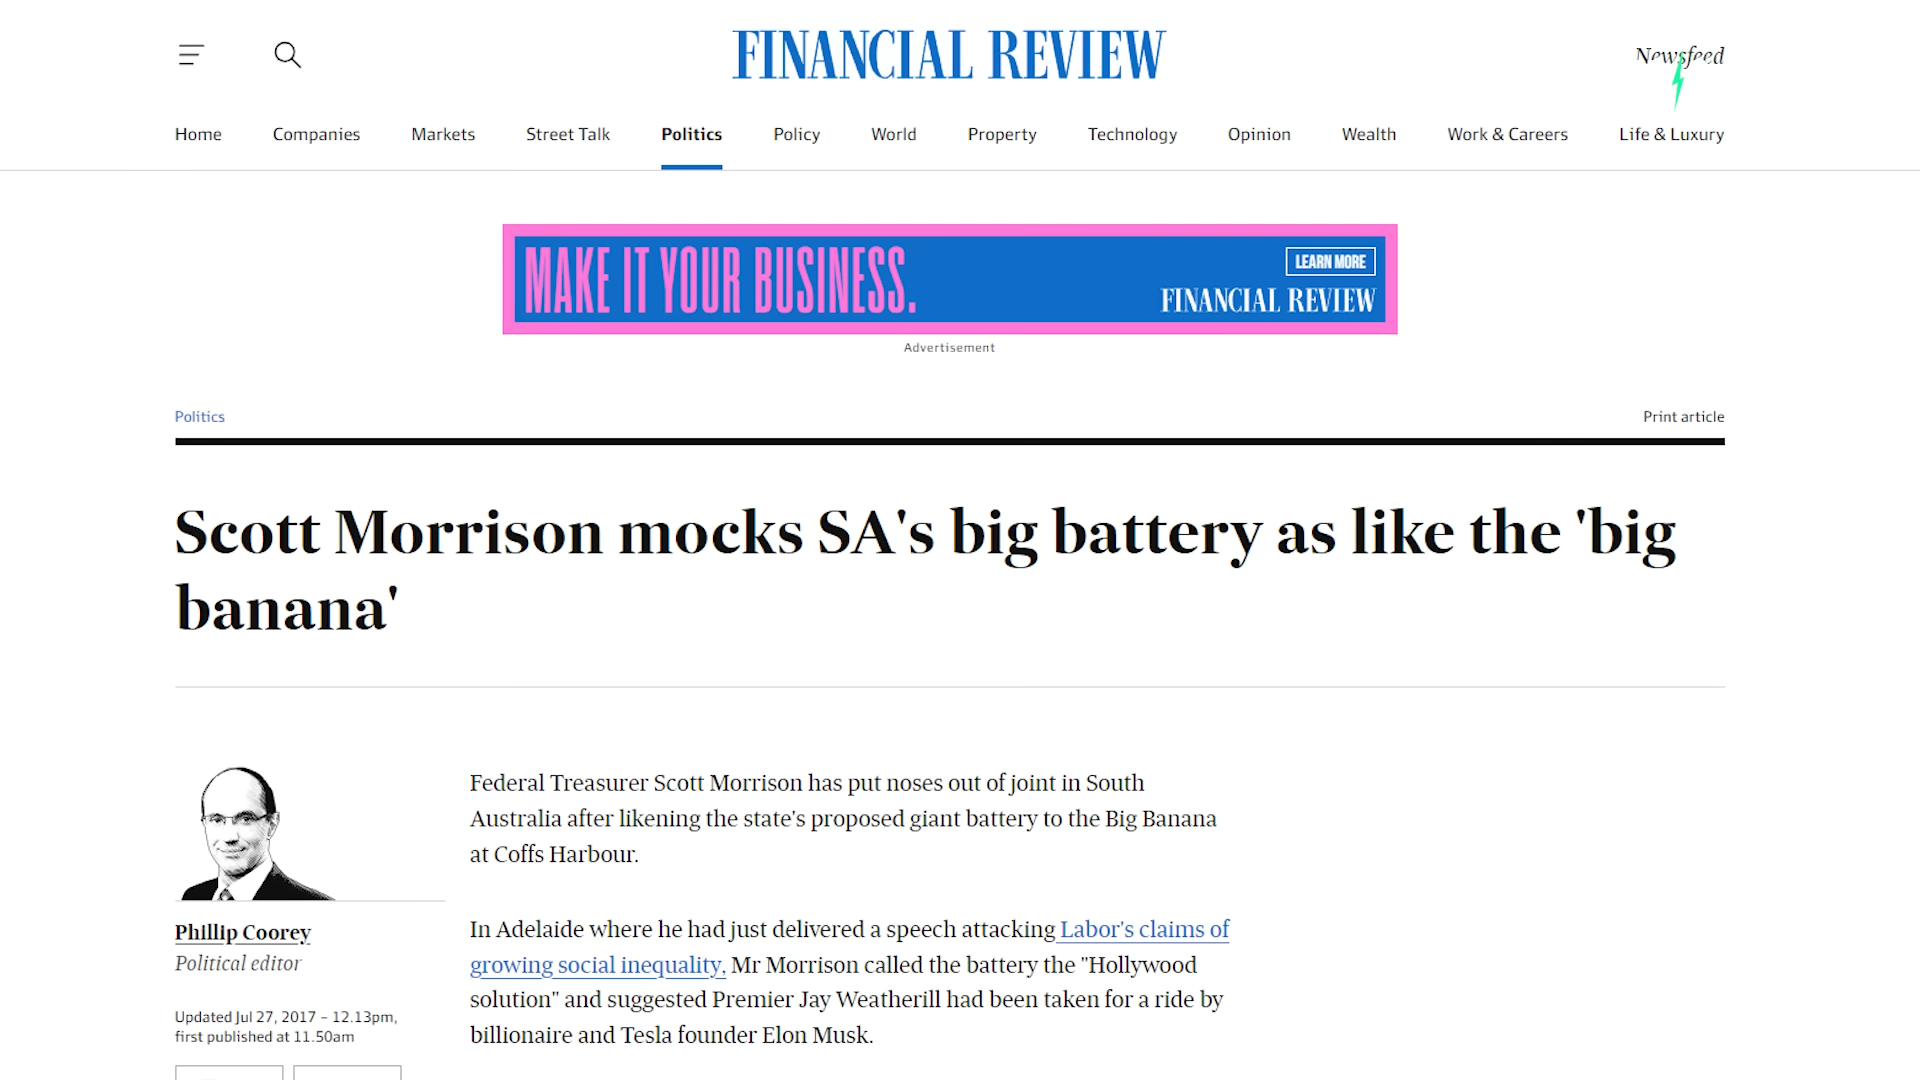 FINANCIAL REVIEW
Newsfeed
Home Companies Markets Street Talk Politics Policy World Property Technology Opinion Wealth Work & Careers Life & Luxury
MAKE IT YOUR BUSINESS.
LEARN MORE
FINANCIAL REVIEW
Advertisement
Politics
Print article
Scott Morrison mocks SA's big battery as like the 'big
banana'
Phillip Coorey
Political editor
Updated Jul 27, 2017 – 12.13pm,
first published at 11.50am
Federal Treasurer Scott Morrison has put noses out of joint in South
Australia after likening the state's proposed giant battery to the Big Banana
at Coffs Harbour.
In Adelaide where he had just delivered a speech attacking Labor's claims of
growing social inequality, Mr Morrison called the battery the "Hollywood
solution" and suggested Premier Jay Weatherill had been taken for a ride by
billionaire and Tesla founder Elon Musk.